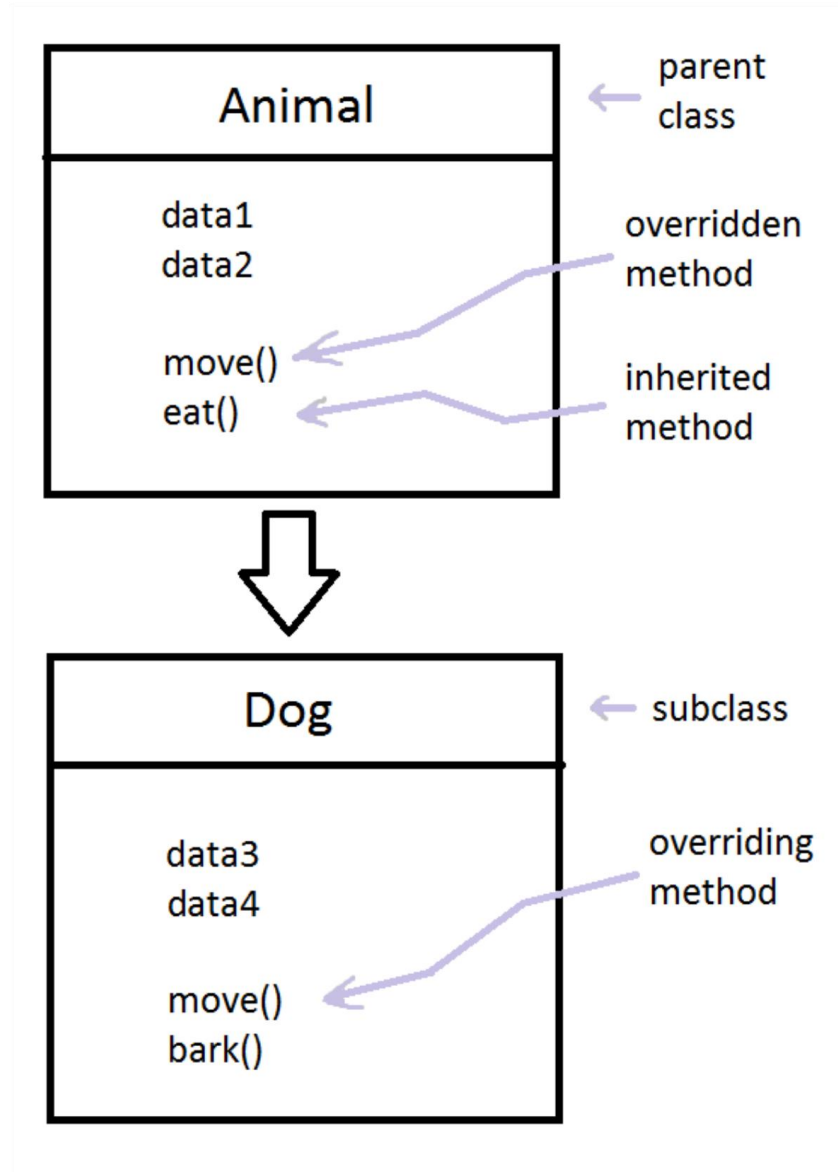 Animal
parent
class
data1
data2
overridden
method
move()
eat()
inherited
method
Dog
subclass
data3
data4
overriding
method
move()
bark()